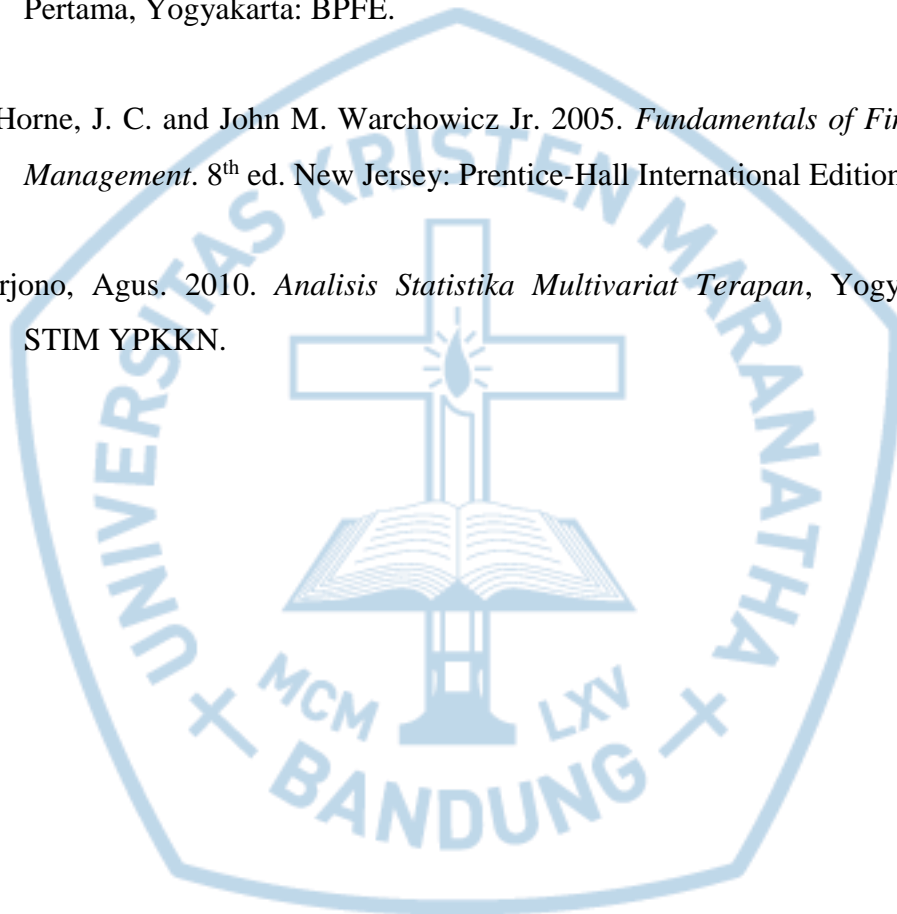 Pertama, Yogyakarta: BPFE.
Horne, J. C. and John M. Warchowicz Jr. 2005. Fundamentals of Fin
Management. 8th ed. New Jersey: Prentice-Hall International Edition
rjono, Agus. 2010. Analisis Statistika Multivariat Terapan, Yogy
STIM YPKKN.
UNIVERSITAS KRISTEN MARANATHA
MCM LXV
BANDUNG